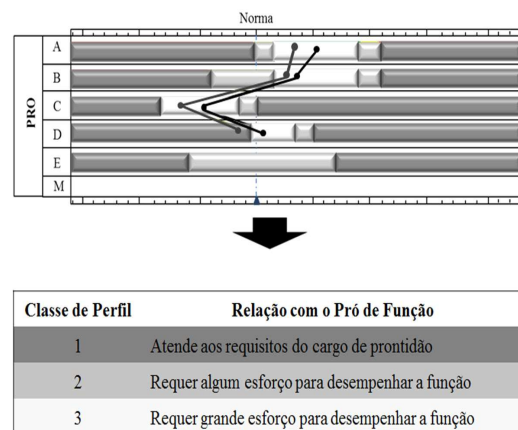 Norma
PRO
A
B
C
D
E
M
Classe de Perfil Relação com o Pró de Função
1 Atende aos requisitos do cargo de prontidão
2 Requer algum esforço para desempenhar a função
3 Requer grande esforço para desempenhar a função